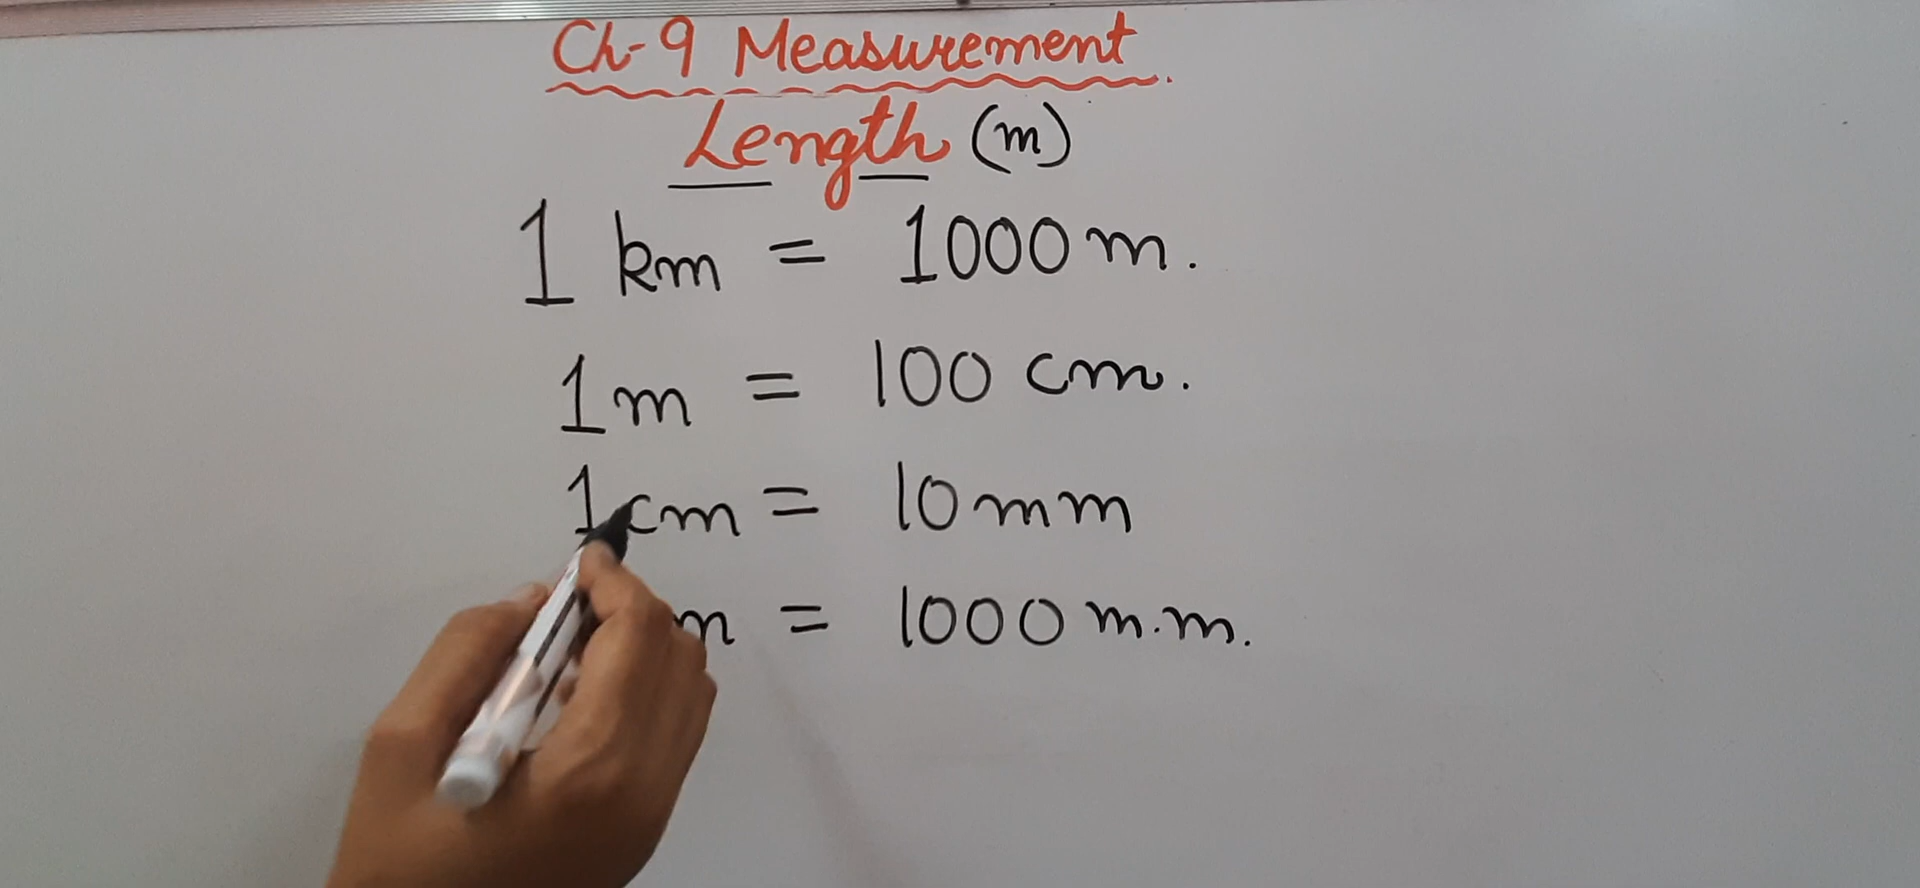 Ch-9 Measurement.
Length (m)
1 km = 1000 m.
1 m = 100 cm.
1 cm = 10 mm
= 1000 m.m.